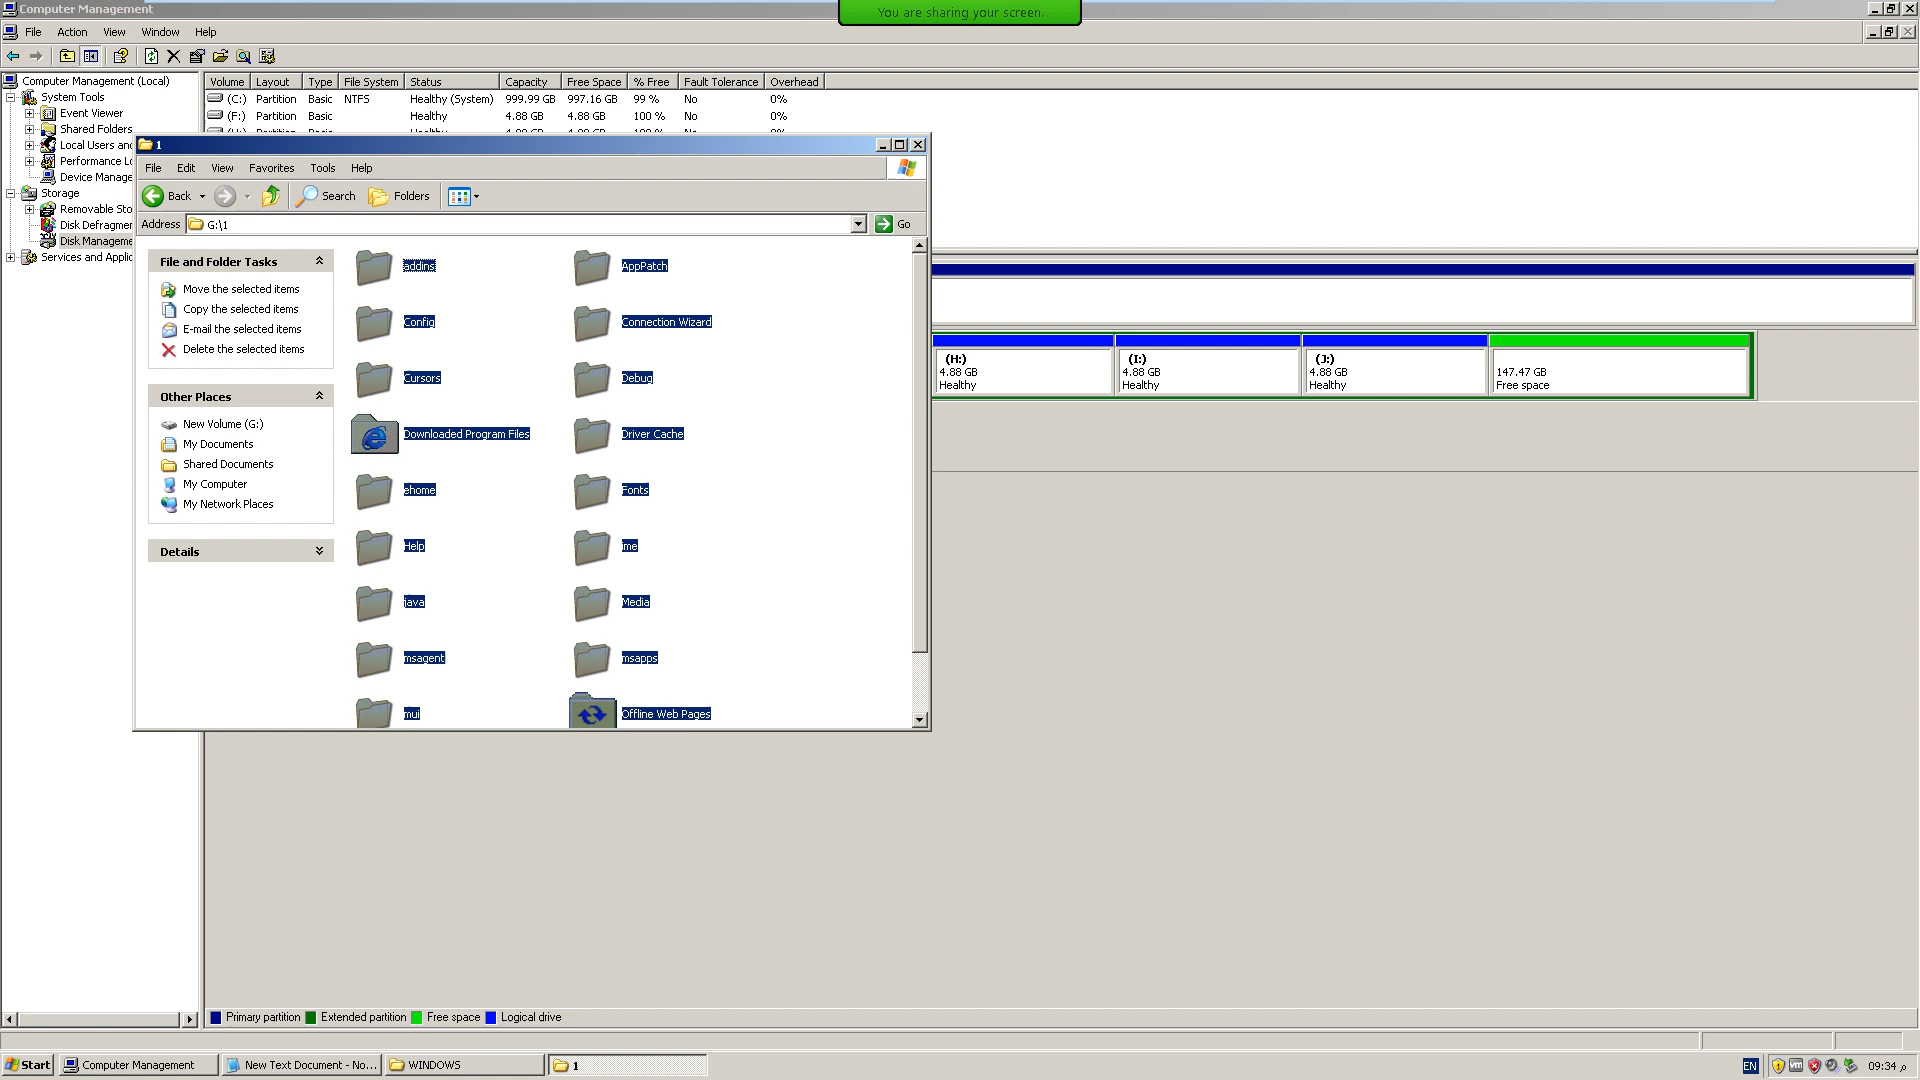 Computer Management
You are sharing your screen.
File Action View Window Help
Computer Management (Local)
System Tools
Event Viewer
Shared Folders
Local Users and
Performance Lo
Device Manage
Storage
Removable Sto
Disk Defragmen
Disk Manageme
Services and Applic
Volume Layout Type File System Status Capacity Free Space % Free Fault Tolerance Overhead
(C:) Partition Basic NTFS Healthy (System) 999.99 GB 997.16 GB 99 % No 0%
(F:) Partition Basic Healthy 4.88 GB 4.88 GB 100 % No 0%
1
File Edit View Favorites Tools Help
Back Search Folders
Address G:\1 Go
File and Folder Tasks
Move the selected items
Copy the selected items
E-mail the selected items
Delete the selected items
Other Places
New Volume (G:)
My Documents
Shared Documents
My Computer
My Network Places
Details
addins AppPatch
Config Connection Wizard
Cursors Debug
Downloaded Program Files Driver Cache
ehome Fonts
Help ime
java Media
msagent msapps
mui Offline Web Pages
(H:)
4.88 GB
Healthy
(I:)
4.88 GB
Healthy
(J:)
4.88 GB
Healthy
147.47 GB
Free space
Primary partition Extended partition Free space Logical drive
Start Computer Management New Text Document - No... WINDOWS 1 EN 09:34 م